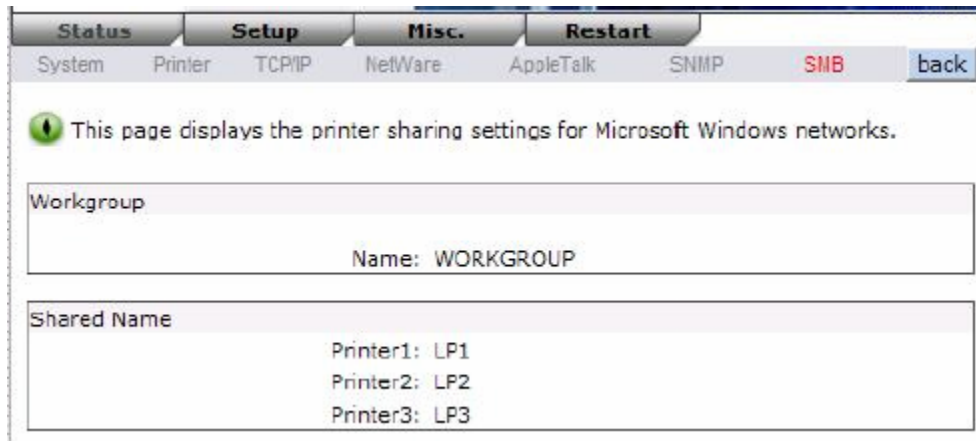 Status Setup Misc. Restart
System Printer TCP/IP NetWare AppleTalk SNMP SMB back
This page displays the printer sharing settings for Microsoft Windows networks.
Workgroup
Name: WORKGROUP
Shared Name
Printer1: LP1
Printer2: LP2
Printer3: LP3